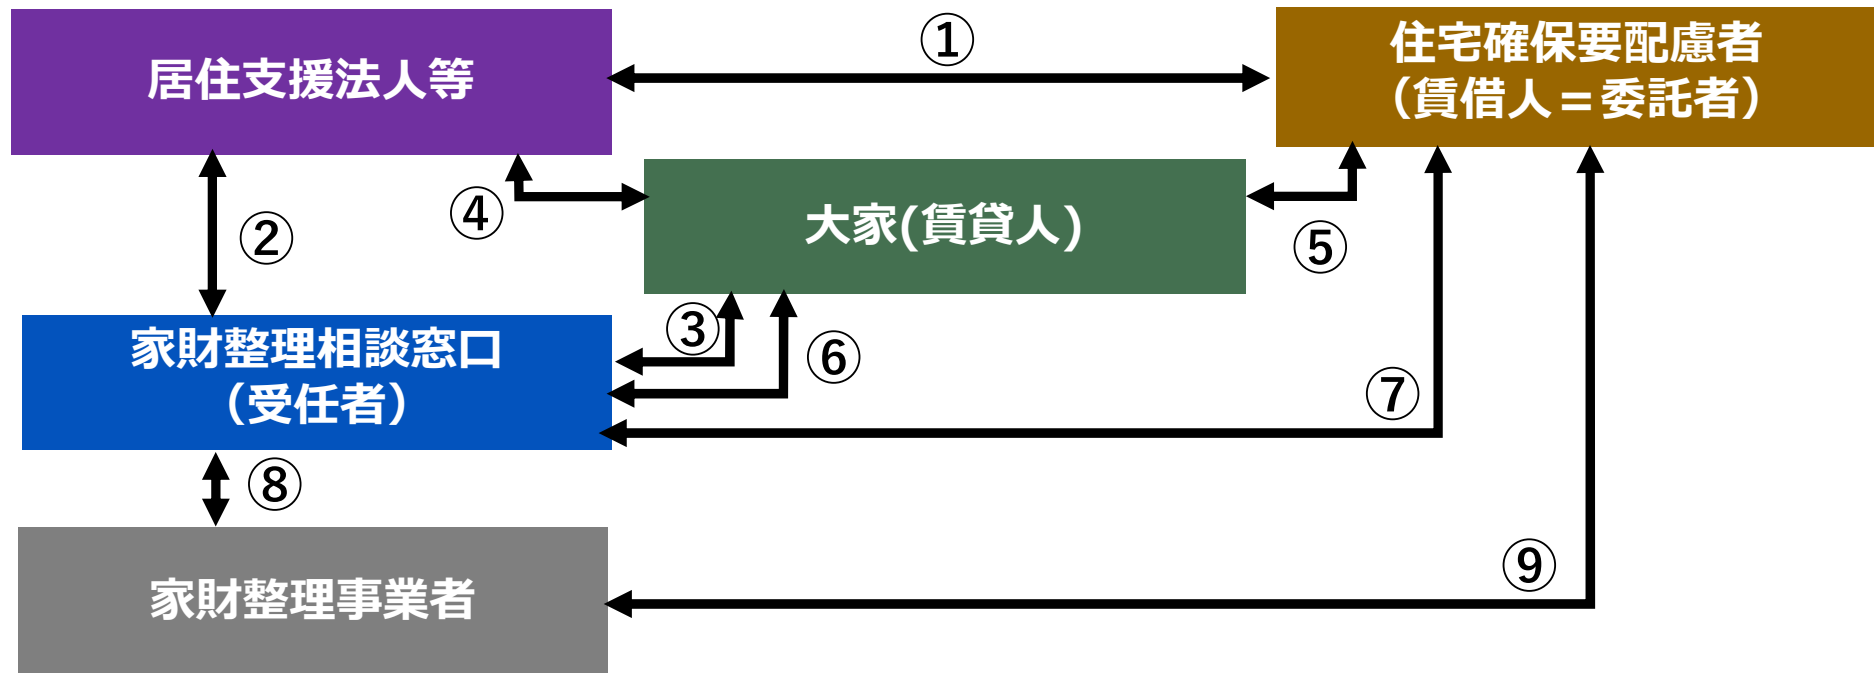 居住支援法人等
①
住宅確保要配慮者
（賃借人＝委託者）
②
④
大家(賃貸人)
⑤
家財整理相談窓口
（受任者）
③
⑥
⑦
⑧
家財整理事業者
⑨